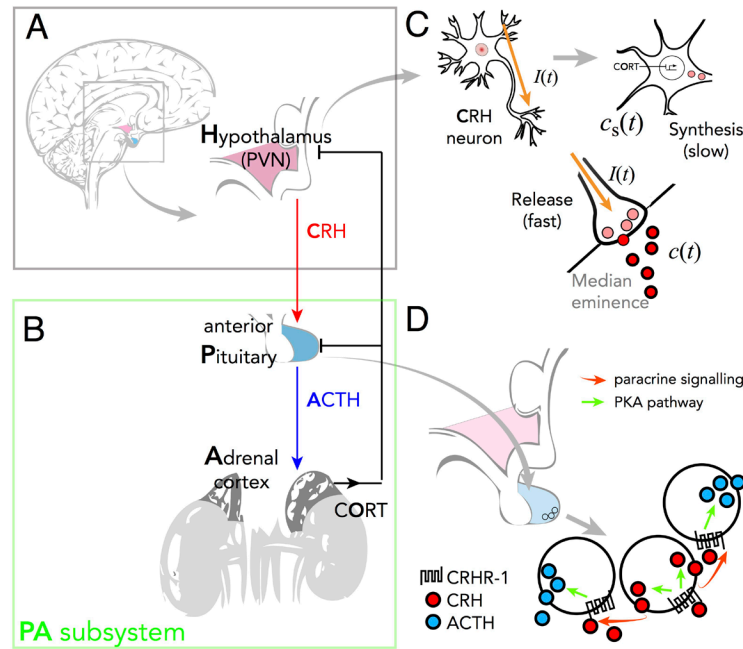 A
Hypothalamus
(PVN)
CRH
B
anterior
Pituitary
ACTH
Adrenal
cortex
CORT
PA subsystem
C
I(t)
CRH
neuron
CORT
cs(t)
Synthesis
(slow)
I(t)
Release
(fast)
c(t)
Median
eminence
D
paracrine signalling
PKA pathway
CRHR-1
CRH
ACTH